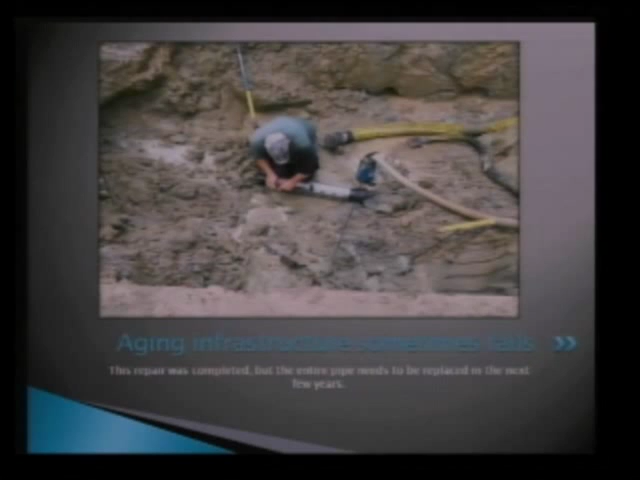 Aging infrastructure sometimes fails
This repair was completed, but the entire pipe needs to be replaced in the next
few years.